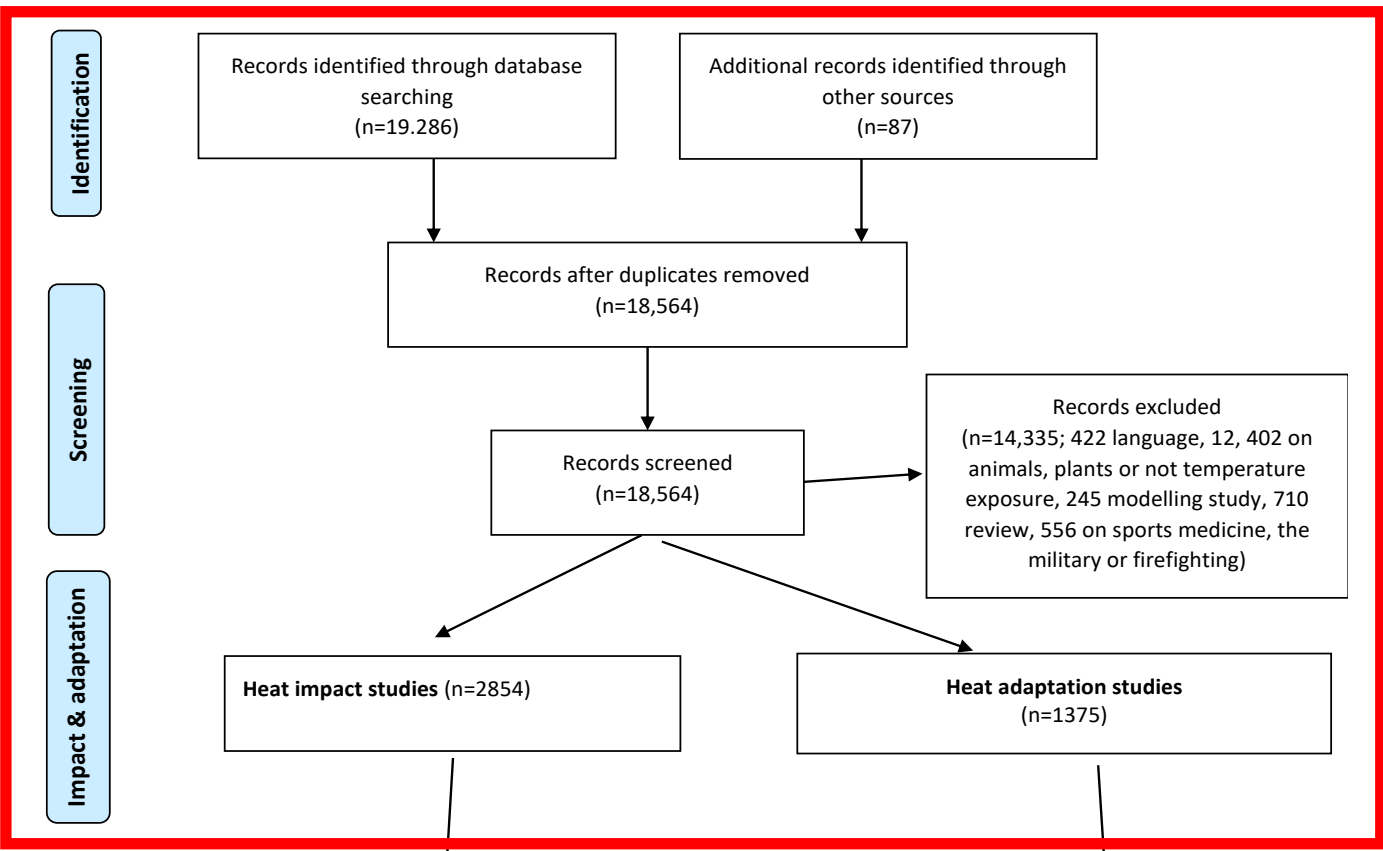 Identification
Records identified through database
searching
(n=19.286)
Additional records identified through
other sources
(n=87)
Records after duplicates removed
(n=18,564)
Screening
Records screened
(n=18,564)
Records excluded
(n=14,335; 422 language, 12, 402 on
animals, plants or not temperature
exposure, 245 modelling study, 710
review, 556 on sports medicine, the
military or firefighting)
Impact & adaptation
Heat impact studies (n=2854)
Heat adaptation studies
(n=1375)